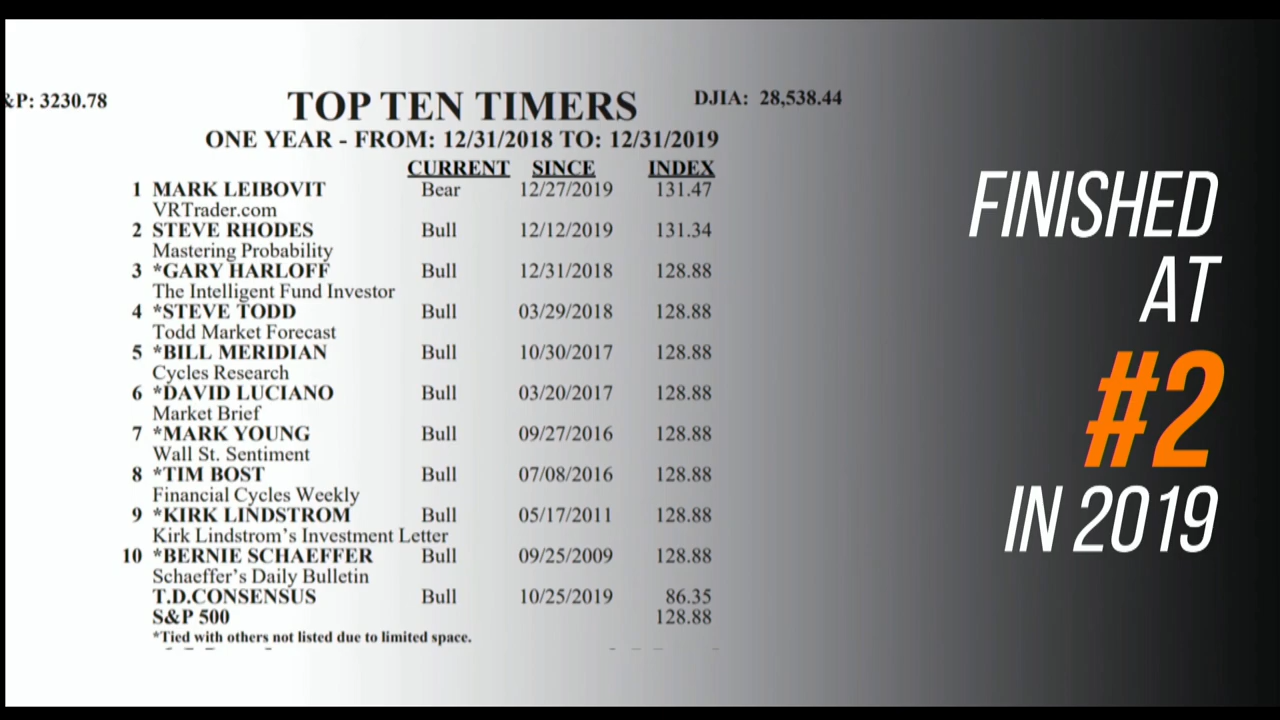 &P: 3230.78
TOP TEN TIMERS
DJIA: 28,538.44
ONE YEAR - FROM: 12/31/2018 TO: 12/31/2019
CURRENT SINCE INDEX
1 MARK LEIBOVIT Bear 12/27/2019 131.47
VRTrader.com
2 STEVE RHODES Bull 12/12/2019 131.34
Mastering Probability
3 *GARY HARLOFF Bull 12/31/2018 128.88
The Intelligent Fund Investor
4 *STEVE TODD Bull 03/29/2018 128.88
Todd Market Forecast
5 *BILL MERIDIAN Bull 10/30/2017 128.88
Cycles Research
6 *DAVID LUCIANO Bull 03/20/2017 128.88
Market Brief
7 *MARK YOUNG Bull 09/27/2016 128.88
Wall St. Sentiment
8 *TIM BOST Bull 07/08/2016 128.88
Financial Cycles Weekly
9 *KIRK LINDSTROM Bull 05/17/2011 128.88
Kirk Lindstrom's Investment Letter
10 *BERNIE SCHAEFFER Bull 09/25/2009 128.88
Schaeffer's Daily Bulletin
T.D.CONSENSUS Bull 10/25/2019 86.35
S&P 500 128.88
*Tied with others not listed due to limited space.
FINISHED
AT
#2
IN 2019